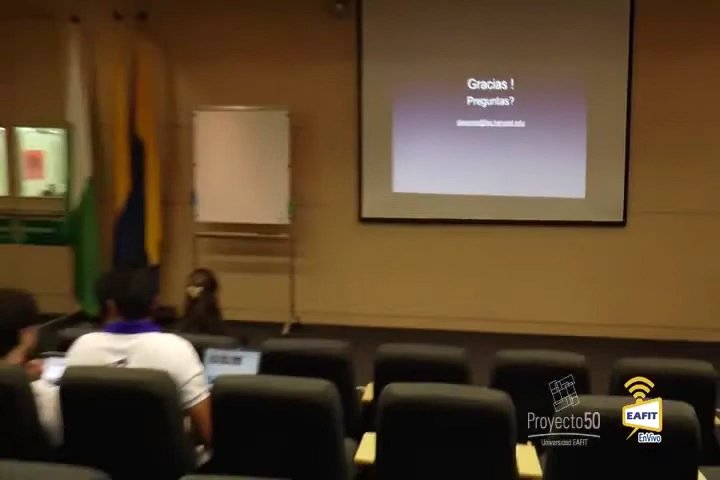 Gracias !
Preguntas?
Proyecto50
Universidad EAFIT
EAFIT
EnVivo